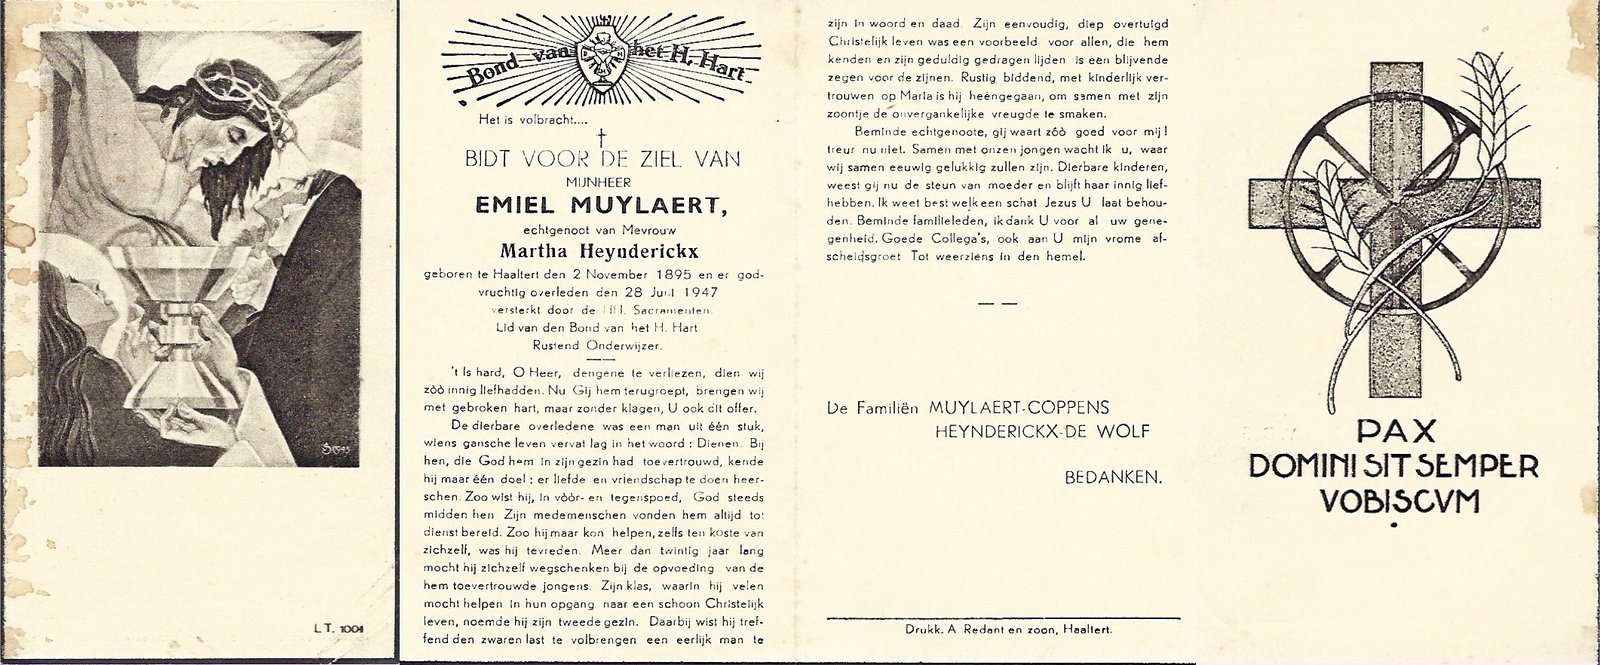 SG45
L.T. 1004
Bond van het H. Hart
Het is volbracht....
BIDT VOOR DE ZIEL VAN
MIJNHEER
EMIEL MUYLAERT,
echtgenoot van Mevrouw
Martha Heynderickx
geboren te Haaltert den 2 November 1895 en er god-
vruchtig overleden den 28 Juni 1947
versterkt door de HH. Sacramenten.
Lid van den Bond van het H. Hart
Rustend Onderwijzer.
't Is hard, O Heer, dengene te verliezen, dien wij
zòò innig liefhadden. Nu Gij hem terugroept, brengen wij
met gebroken hart, maar zonder klagen, U ook dit offer.
De dierbare overledene was een man uit één stuk,
wiens gansche leven vervat lag in het woord : Dienen. Bij
hen, die God hem in zijn gezin had toevertrouwd, kende
hij maar één doel : er liefde en vriendschap te doen heer-
schen. Zoo wist hij, in vòòr- en tegenspoed, God steeds
midden hen Zijn medemenschen vonden hem altijd tot
dienst bereid. Zoo hij maar kon helpen, zelfs ten koste van
zichzelf, was hij tevreden. Meer dan twintig jaar lang
mocht hij zichzelf wegschenken bij de opvoeding van de
hem toevertrouwde jongens. Zijn klas, waarin hij velen
mocht helpen in hun opgang naar een schoon Christelijk
leven, noemde hij zijn tweede gezin. Daarbij wist hij tref-
fend den zwaren last te volbrengen een eerlijk man te
zijn in woord en daad. Zijn eenvoudig, diep overtuigd
Christelijk leven was een voorbeeld voor allen, die hem
kenden en zijn geduldig gedragen lijden is een blijvende
zegen voor de zijnen. Rustig biddend, met kinderlijk ver-
trouwen op Maria is hij heengegaan, om samen met zijn
zoontje de onvergankelijke vreugde te smaken.
Beminde echtgenoote, gij waart zòò goed voor mij !
treur nu niet. Samen met onzen jongen wacht ik u, waar
wij samen eeuwig gelukkig zullen zijn. Dierbare kinderen,
weest gij nu de steun van moeder en blijft haar innig lief-
hebben. Ik weet best welk een schat Jezus U laat behou-
den. Beminde familieleden, ik dank U voor al uw gene-
genheid. Goede Collega's, ook aan U mijn vrome af-
scheidsgroet Tot weerziens in den hemel.
De Familiën MUYLAERT-COPPENS
HEYNDERICKX-DE WOLF
BEDANKEN.
Drukk. A Redant en zoon, Haaltert.
PAX
DOMINI SIT SEMPER
VOBISCVM